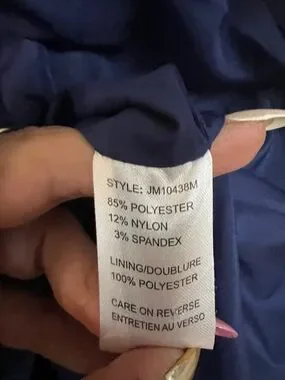 STYLE: JM10438M
85% POLYESTER
12% NYLON
3% SPANDEX
LINING/DOUBLURE
100% POLYESTER
CARE ON REVERSE
ENTRETIEN AU VERSO